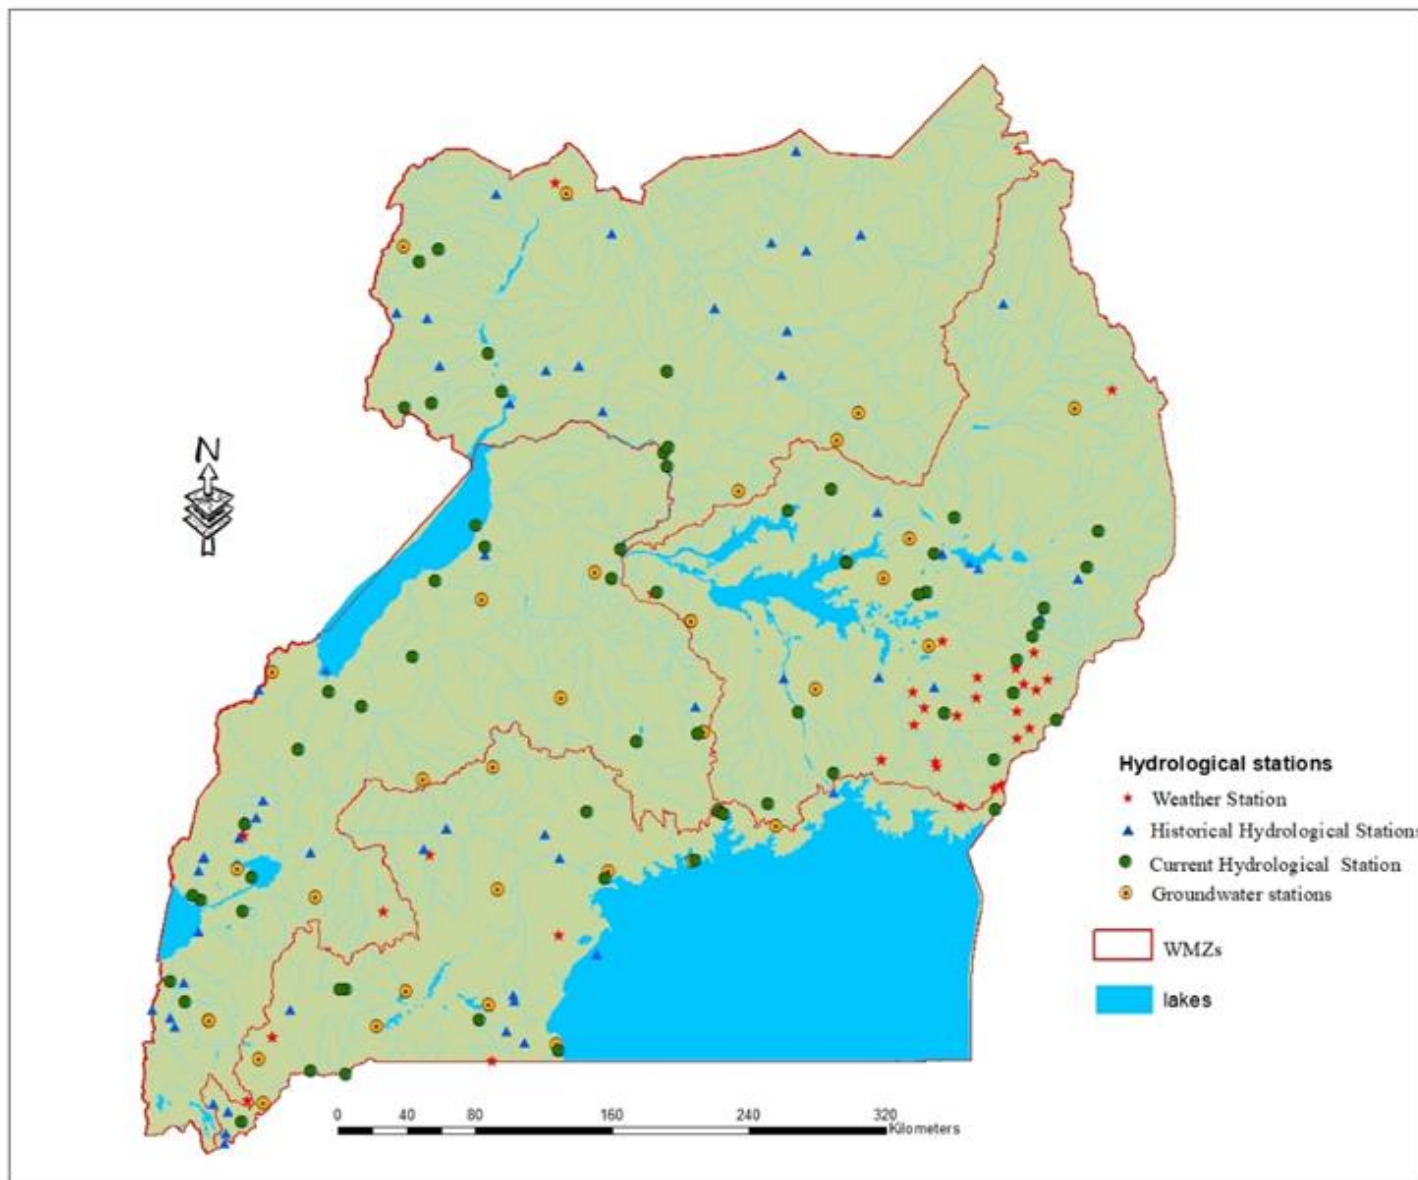 N
Hydrological stations
Weather Station
Historical Hydrological Stations
Current Hydrological Station
Groundwater stations
WMZs
lakes
0 40 80 160 240 320
Kilometers